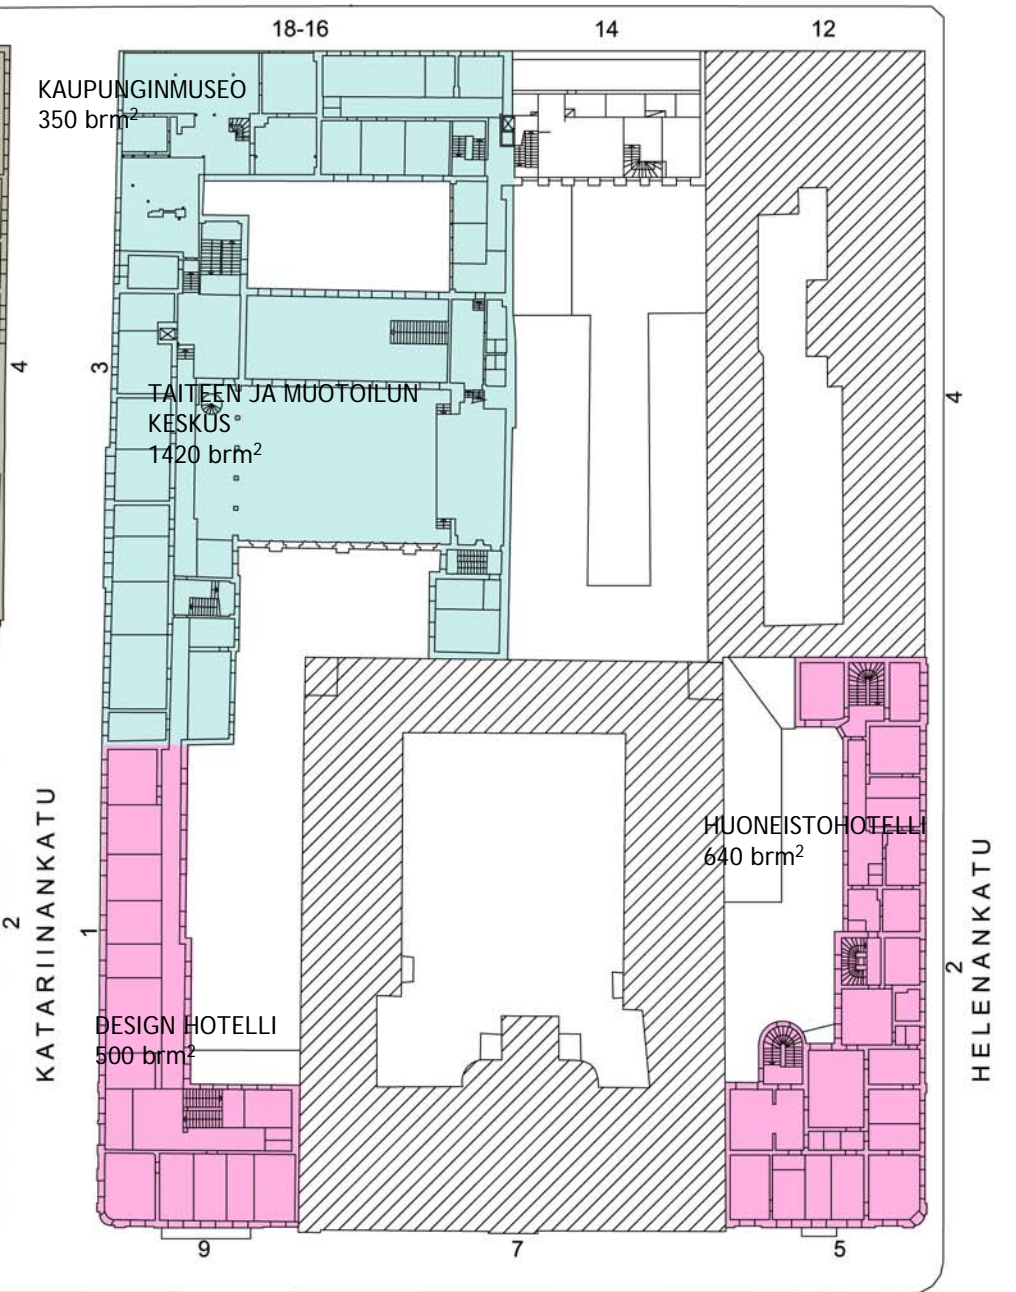 18-16
14
12
KAUPUNGINMUSEO
350 brm²
4
3
TAITEEN JA MUOTOILUN
KESKUS
1420 brm²
4
HUONEISTOHOTELLI
640 brm²
KATARIINANKATU
2
1
HELENANKATU
2
DESIGN HOTELLI
500 brm²
9
7
5